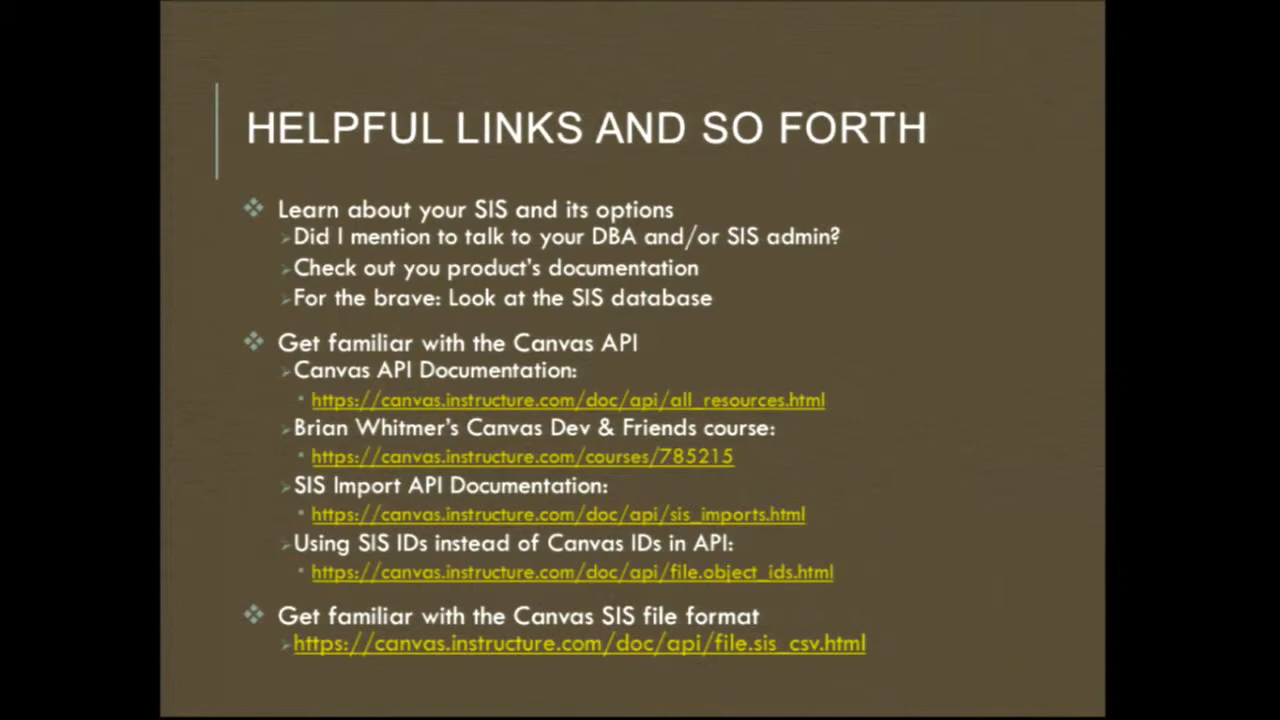 HELPFUL LINKS AND SO FORTH
Learn about your SIS and its options
Did I mention to talk to your DBA and/or SIS admin?
Check out you product's documentation
For the brave: Look at the SIS database
Get familiar with the Canvas API
Canvas API Documentation:
https://canvas.instructure.com/doc/api/all_resources.html
Brian Whitmer's Canvas Dev & Friends course:
https://canvas.instructure.com/courses/785215
SIS Import API Documentation:
https://canvas.instructure.com/doc/api/sis_imports.html
Using SIS IDs instead of Canvas IDs in API:
https://canvas.instructure.com/doc/api/file.object_ids.html
Get familiar with the Canvas SIS file format
https://canvas.instructure.com/doc/api/file.sis_csv.html